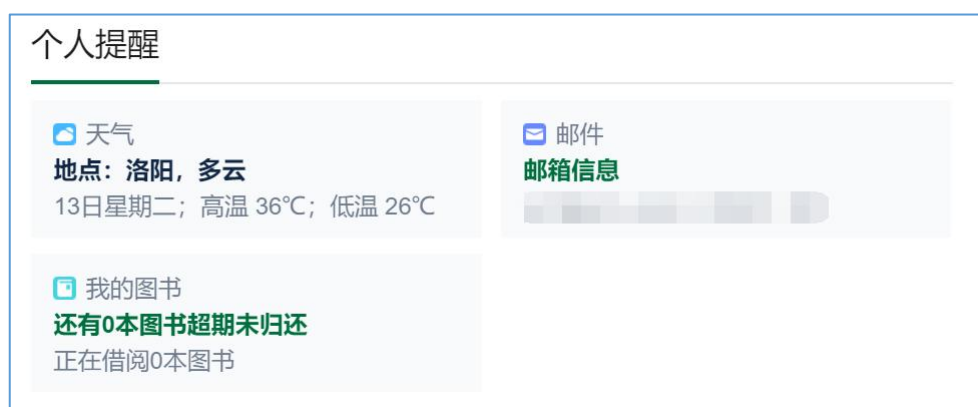 个人提醒
天气
地点：洛阳，多云
13日星期二；高温 36℃；低温 26℃
邮件
邮箱信息
我的图书
还有0本图书超期未归还
正在借阅0本图书